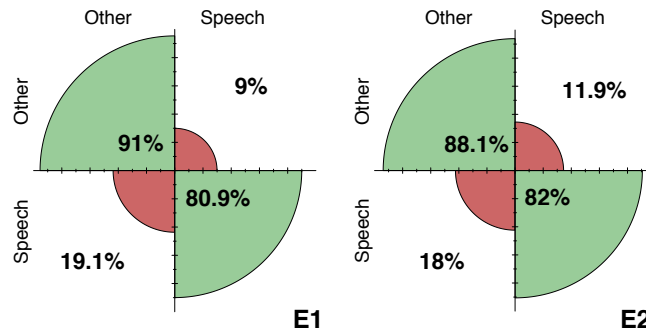 Other Speech
Other
9%
91%
80.9%
Speech
19.1%
E1
Other Speech
Other
11.9%
88.1%
82%
Speech
18%
E2